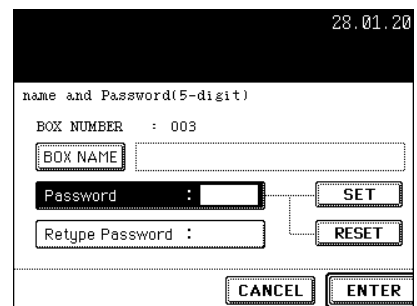 28.01.20
name and Password(5-digit)
BOX NUMBER : 003
BOX NAME
Password : SET
Retype Password : RESET
CANCEL ENTER